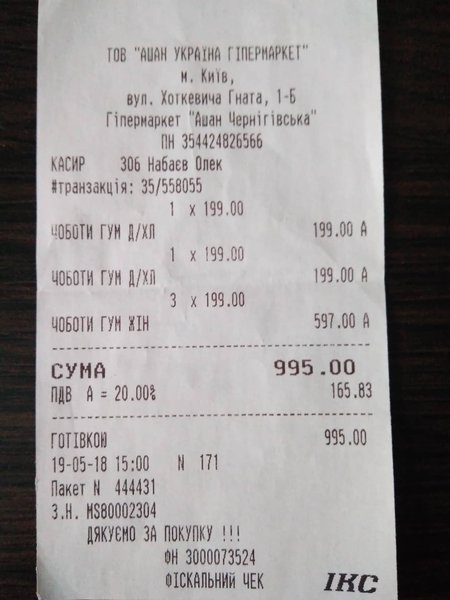 ТОВ "АШАН УКРАЇНА ГІПЕРМАРКЕТ"
м. Київ,
вул. Хоткевича Гната, 1-Б
Гіпермаркет "Ашан Чернігівська"
ПН 354424826566
КАСИР 306 Набаєв Олек
#транзакція: 35/558055
1 x 199.00
ЧОБОТИ ГУМ Д/ХЛ 199.00 А
1 x 199.00
ЧОБОТИ ГУМ Д/ХЛ 199.00 А
3 x 199.00
ЧОБОТИ ГУМ ЖІН 597.00 А
СУМА 995.00
ПДВ А = 20.00% 165.83
ГОТІВКОЮ 995.00
19-05-18 15:00 N 171
Пакет N 444431
З.Н. MS80002304
ДЯКУЄМО ЗА ПОКУПКУ !!!
ФН 3000073524
ФІСКАЛЬНИЙ ЧЕК ІКС